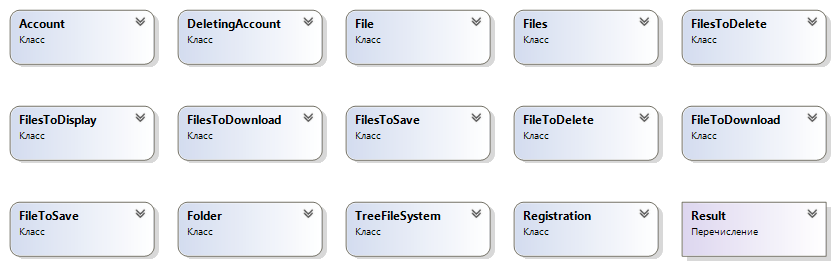 Account
Класс
DeletingAccount
Класс
File
Класс
Files
Класс
FilesToDelete
Класс
FilesToDisplay
Класс
FilesToDownload
Класс
FilesToSave
Класс
FileToDelete
Класс
FileToDownload
Класс
FileToSave
Класс
Folder
Класс
TreeFileSystem
Класс
Registration
Класс
Result
Перечисление